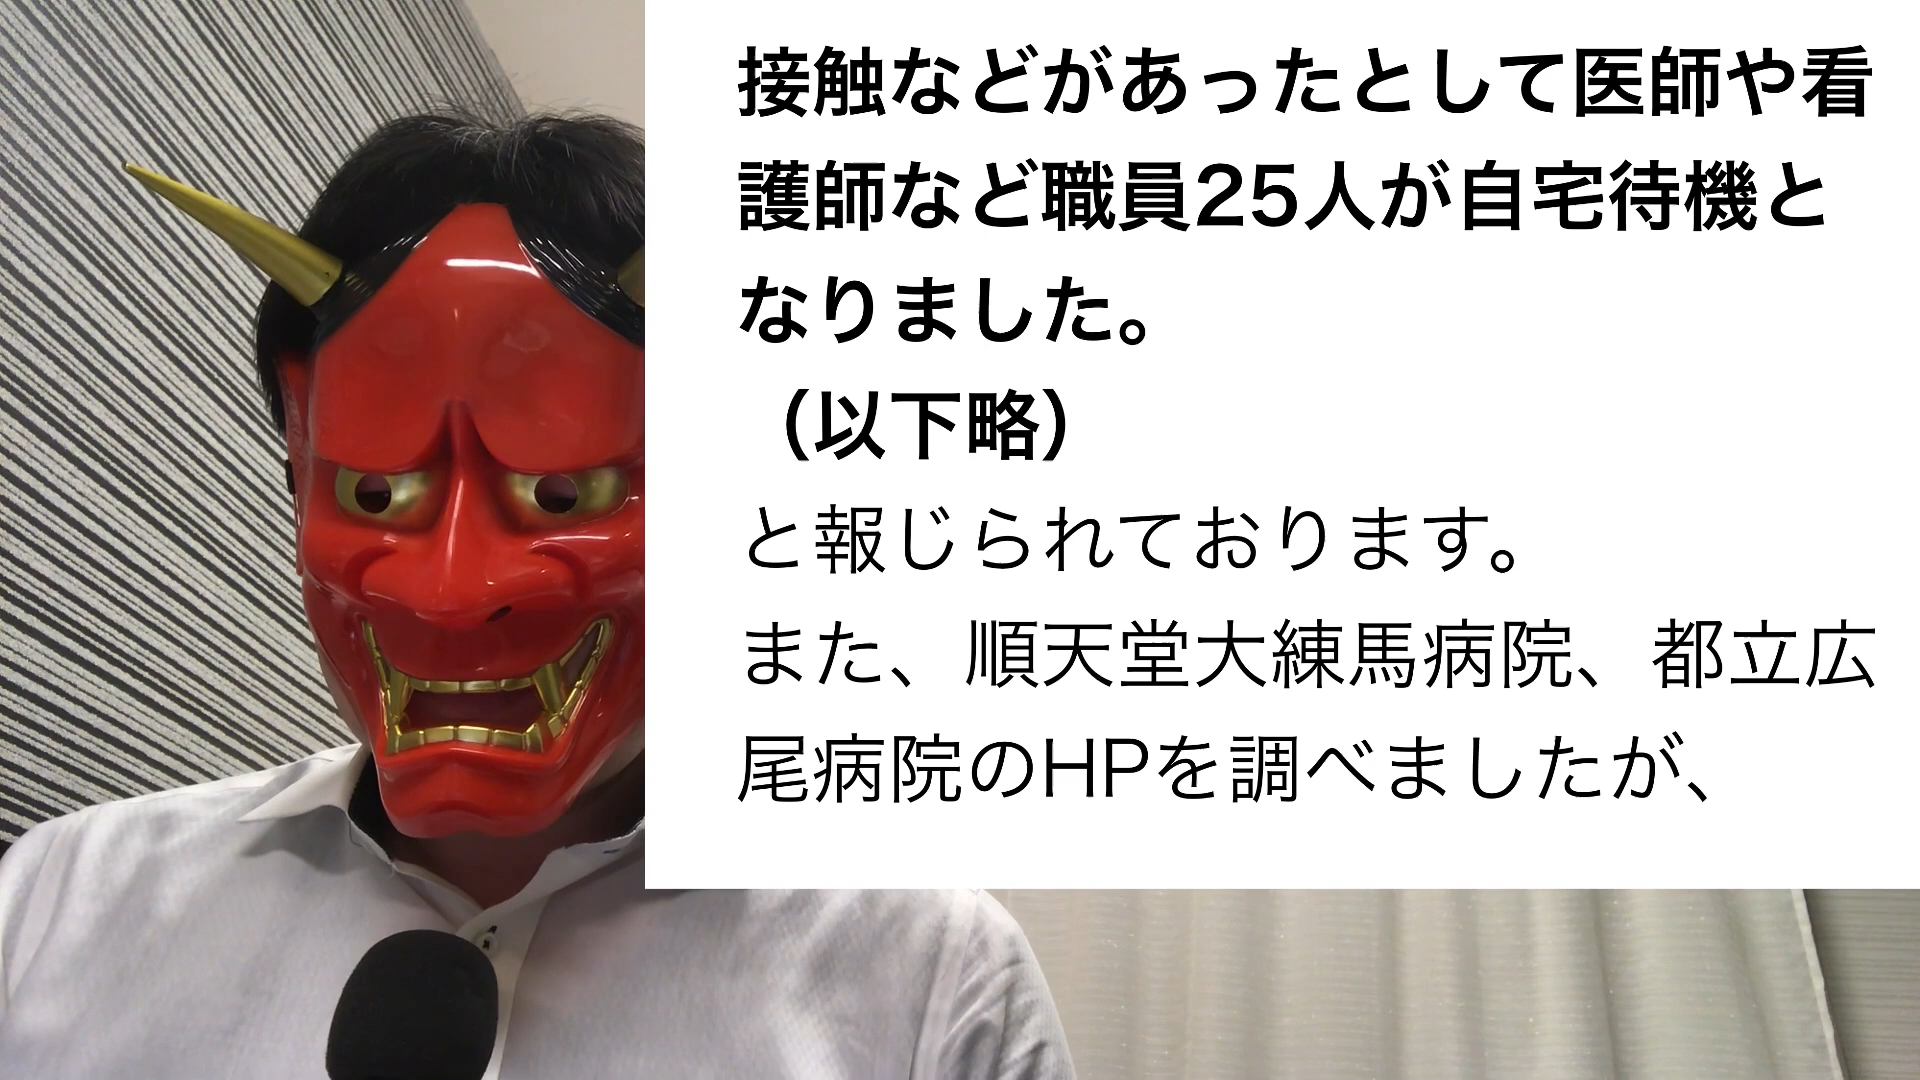 接触などがあったとして医師や看
護師など職員25人が自宅待機と
なりました。
（以下略）
と報じられております。
また、順天堂大練馬病院、都立広
尾病院のHPを調べましたが、